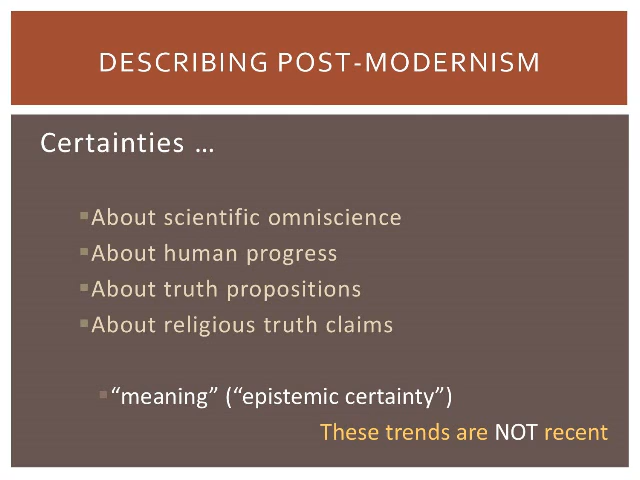 DESCRIBING POST-MODERNISM
Certainties …
About scientific omniscience
About human progress
About truth propositions
About religious truth claims
“meaning” (“epistemic certainty”)
These trends are NOT recent